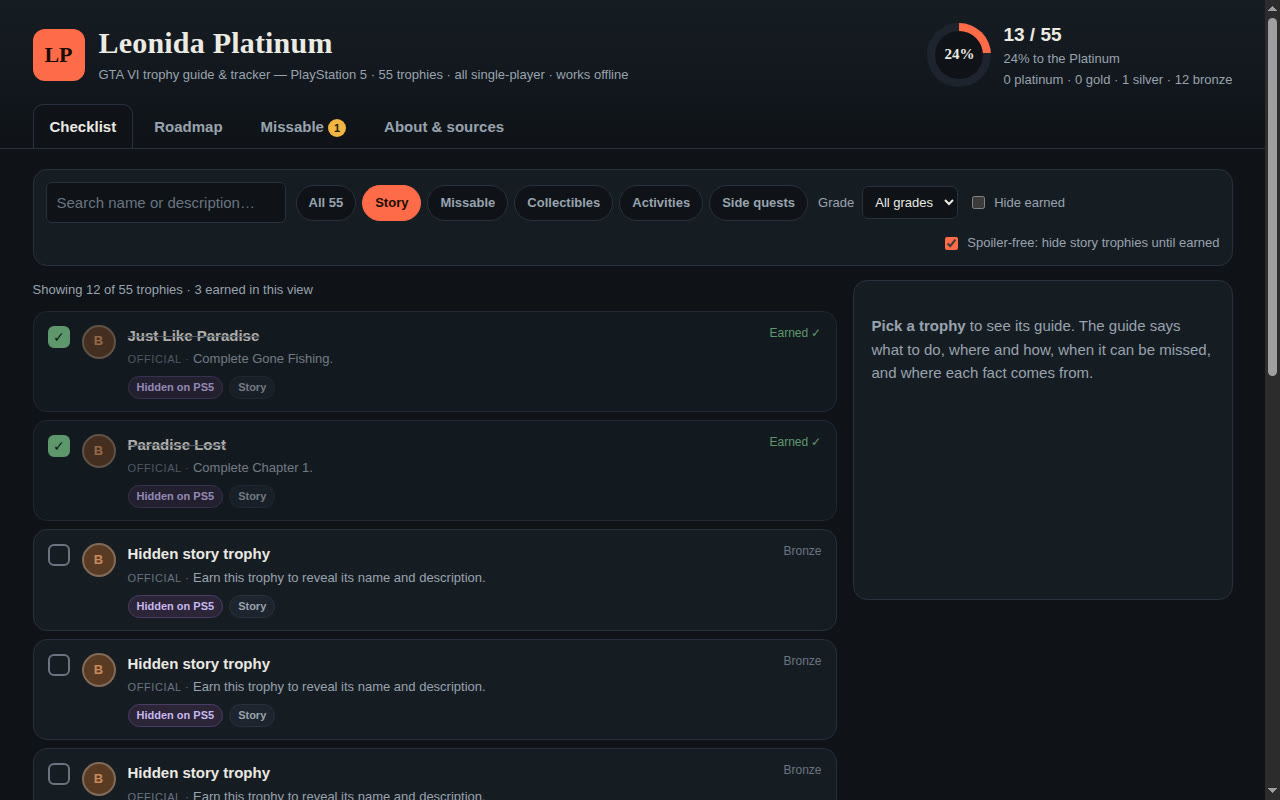 LP
Leonida Platinum
GTA VI trophy guide & tracker — PlayStation 5 · 55 trophies · all single-player · works offline
24%
13 / 55
24% to the Platinum
0 platinum · 0 gold · 1 silver · 12 bronze
Checklist
Roadmap
Missable 1
About & sources
Search name or description…
All 55
Story
Missable
Collectibles
Activities
Side quests
Grade
All grades
Hide earned
Spoiler-free: hide story trophies until earned
Showing 12 of 55 trophies · 3 earned in this view
✓
B
Just Like Paradise
Earned ✓
OFFICIAL · Complete Gone Fishing.
Hidden on PS5
Story
✓
B
Paradise Lost
Earned ✓
OFFICIAL · Complete Chapter 1.
Hidden on PS5
Story
B
Hidden story trophy
Bronze
OFFICIAL · Earn this trophy to reveal its name and description.
Hidden on PS5
Story
B
Hidden story trophy
Bronze
OFFICIAL · Earn this trophy to reveal its name and description.
Hidden on PS5
Story
B
Hidden story trophy
Bronze
OFFICIAL · Earn this trophy to reveal its name and description.
Pick a trophy to see its guide. The guide says
what to do, where and how, when it can be missed,
and where each fact comes from.